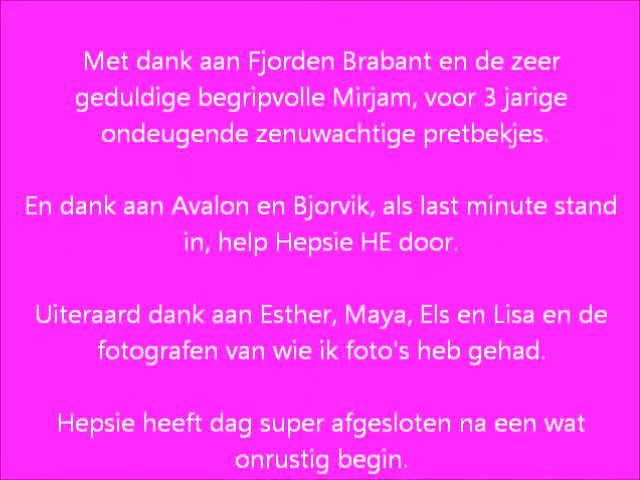 Met dank aan Fjorden Brabant en de zeer
geduldige begripvolle Mirjam, voor 3 jarige
ondeugende zenuwachtige pretbekjes.
En dank aan Avalon en Bjorvik, als last minute stand
in, help Hepsie HE door.
Uiteraard dank aan Esther, Maya, Els en Lisa en de
fotografen van wie ik foto's heb gehad.
Hepsie heeft dag super afgesloten na een wat
onrustig begin.